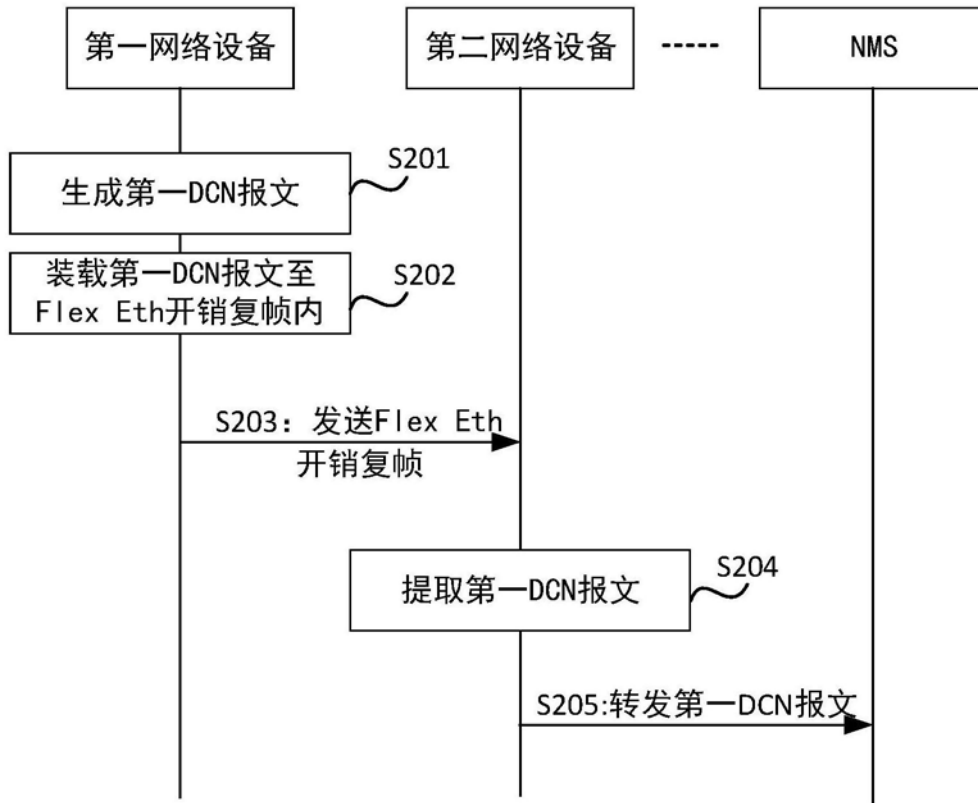 第一网络设备
第二网络设备
NMS
S201
生成第一DCN报文
装载第一DCN报文至
Flex Eth开销复帧内
S202
S203：发送Flex Eth
开销复帧
提取第一DCN报文
S204
S205:转发第一DCN报文